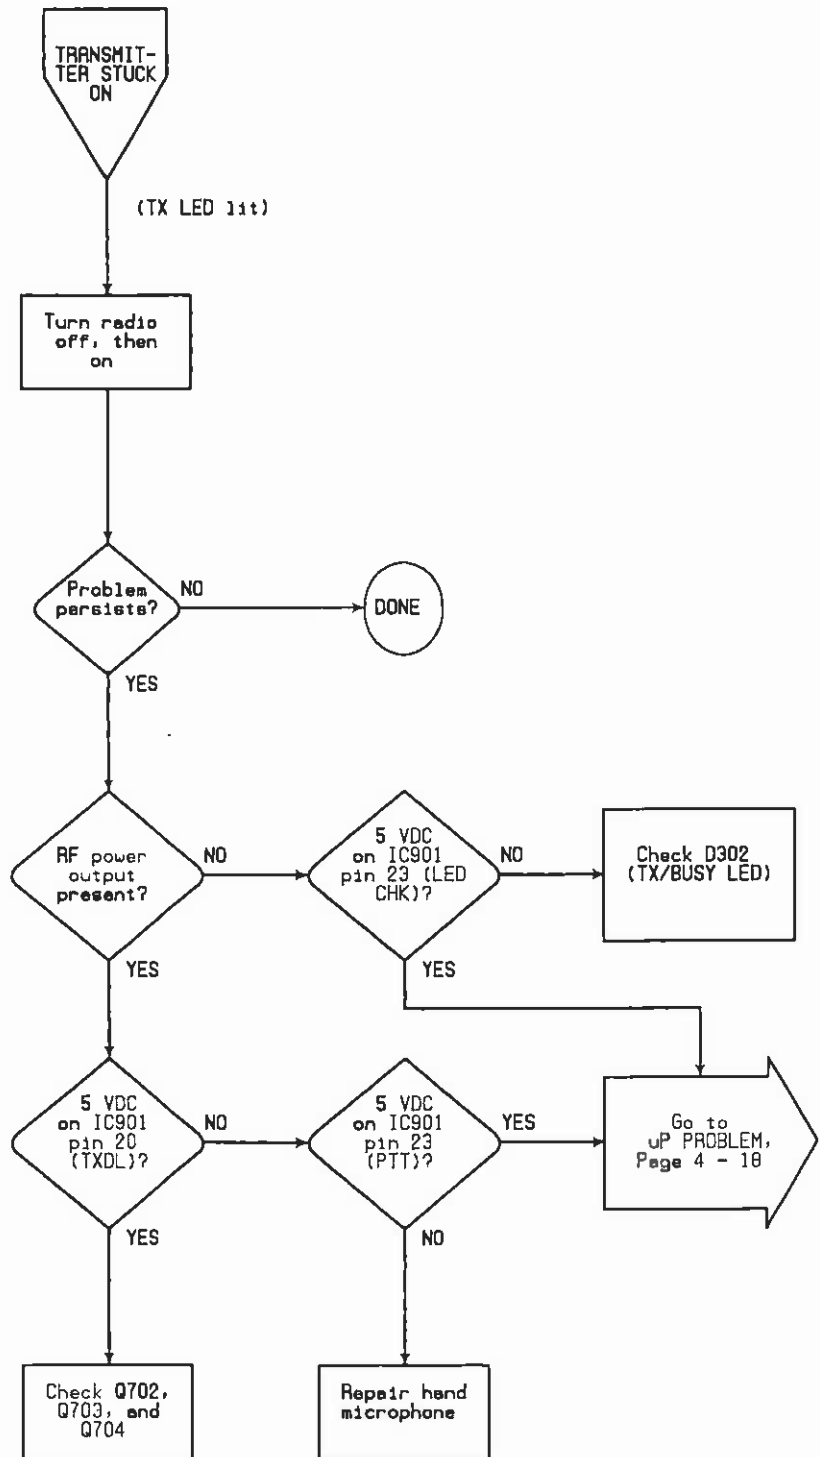 TRANSMIT-
TER STUCK
ON
(TX LED lit)
Turn radio
off, then
on
Problem
persists?
NO
DONE
YES
RF power
output
present?
NO
5 VDC
on IC901
pin 23 (LED
CHK)?
NO
Check D302
(TX/BUSY LED)
YES
YES
5 VDC
on IC901
pin 20
(TXDL)?
NO
5 VDC
on IC901
pin 23
(PTT)?
YES
Go to
uP PROBLEM,
Page 4 - 18
YES
NO
Check Q702,
Q703, and
Q704
Repair hand
microphone